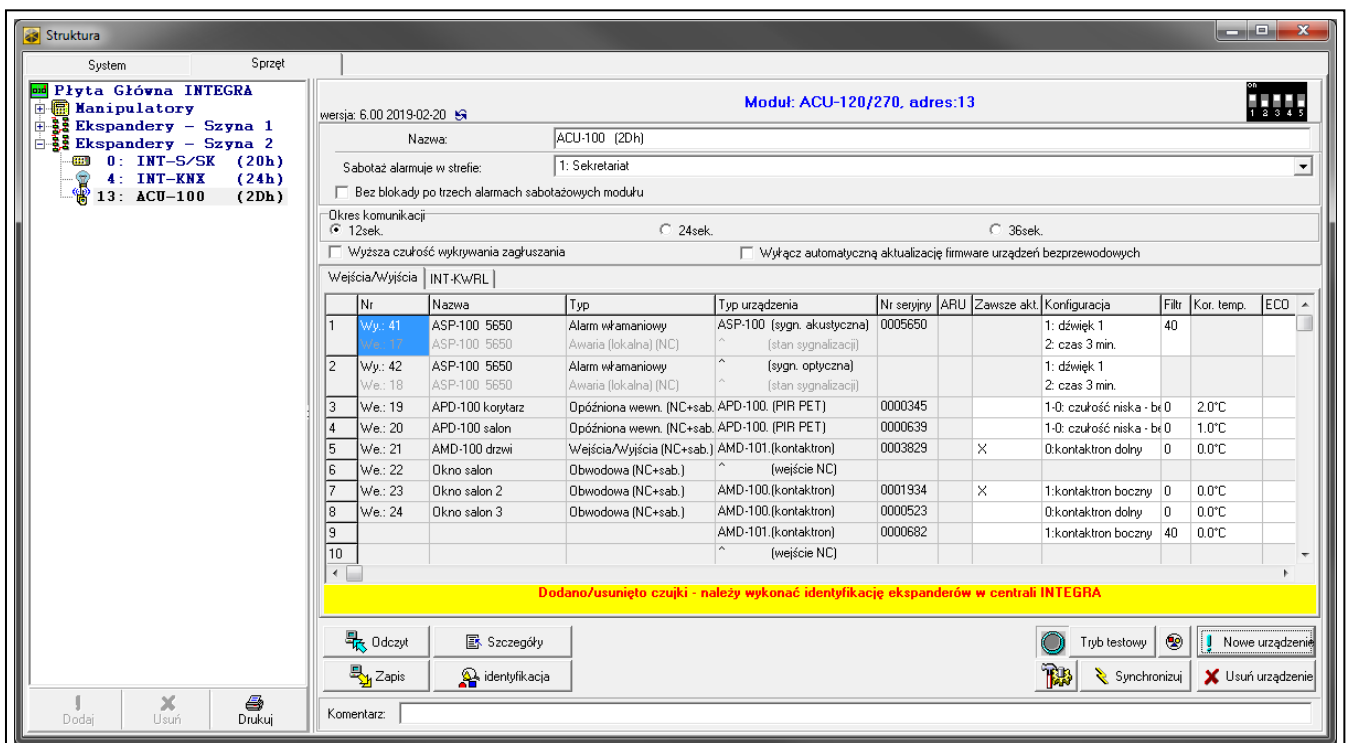 Struktura
System Sprzęt
Płyta Główna INTEGRA
Manipulatory
Ekspandery – Szyna 1
Ekspandery – Szyna 2
0: INT-S/SK (20h)
4: INT-KNX (24h)
13: ACU-100 (2Dh)
Dodaj Usuń Drukuj
wersja: 6.00 2019-02-20 Moduł: ACU-120/270, adres:13
on
1 2 3 4 5
Nazwa: ACU-100 (2Dh)
Sabotaż alarmuje w strefie: 1: Sekretariat
Bez blokady po trzech alarmach sabotażowych modułu
Okres komunikacji
12sek. 24sek. 36sek.
Wyższa czułość wykrywania zagłuszania Wyłącz automatyczną aktualizację firmware urządzeń bezprzewodowych
Wejścia/Wyjścia INT-KWRL
Nr Nazwa Typ Typ urządzenia Nr seryjny ARU Zawsze akt. Konfiguracja Filtr Kor. temp. ECO
1 Wy.: 41 ASP-100 5650 Alarm włamaniowy ASP-100 (sygn. akustyczna) 0005650 1: dźwięk 1 40
We.: 17 ASP-100 5650 Awaria (lokalna) (NC) ^ (stan sygnalizacji) 2: czas 3 min.
2 Wy.: 42 ASP-100 5650 Alarm włamaniowy ^ (sygn. optyczna) 1: dźwięk 1
We.: 18 ASP-100 5650 Awaria (lokalna) (NC) ^ (stan sygnalizacji) 2: czas 3 min.
3 We.: 19 APD-100 korytarz Opóźniona wewn. (NC+sab. APD-100. (PIR PET) 0000345 1-0: czułość niska - be 0 2.0°C
4 We.: 20 APD-100 salon Opóźniona wewn. (NC+sab. APD-100. (PIR PET) 0000639 1-0: czułość niska - be 0 1.0°C
5 We.: 21 AMD-100 drzwi Wejścia/Wyjścia (NC+sab.) AMD-101.(kontaktron) 0003829 X 0:kontaktron dolny 0 0.0°C
6 We.: 22 Okno salon Obwodowa (NC+sab.) ^ (wejście NC)
7 We.: 23 Okno salon 2 Obwodowa (NC+sab.) AMD-100.(kontaktron) 0001934 X 1:kontaktron boczny 0 0.0°C
8 We.: 24 Okno salon 3 Obwodowa (NC+sab.) AMD-100.(kontaktron) 0000523 0:kontaktron dolny 0 0.0°C
9 AMD-101.(kontaktron) 0000682 1:kontaktron boczny 40 0.0°C
10 ^ (wejście NC)
Dodano/usunięto czujki - należy wykonać identyfikację ekspanderów w centrali INTEGRA
Odczyt Szczegóły Tryb testowy Nowe urządzenie
Zapis identyfikacja Synchronizuj Usuń urządzenie
Komentarz: